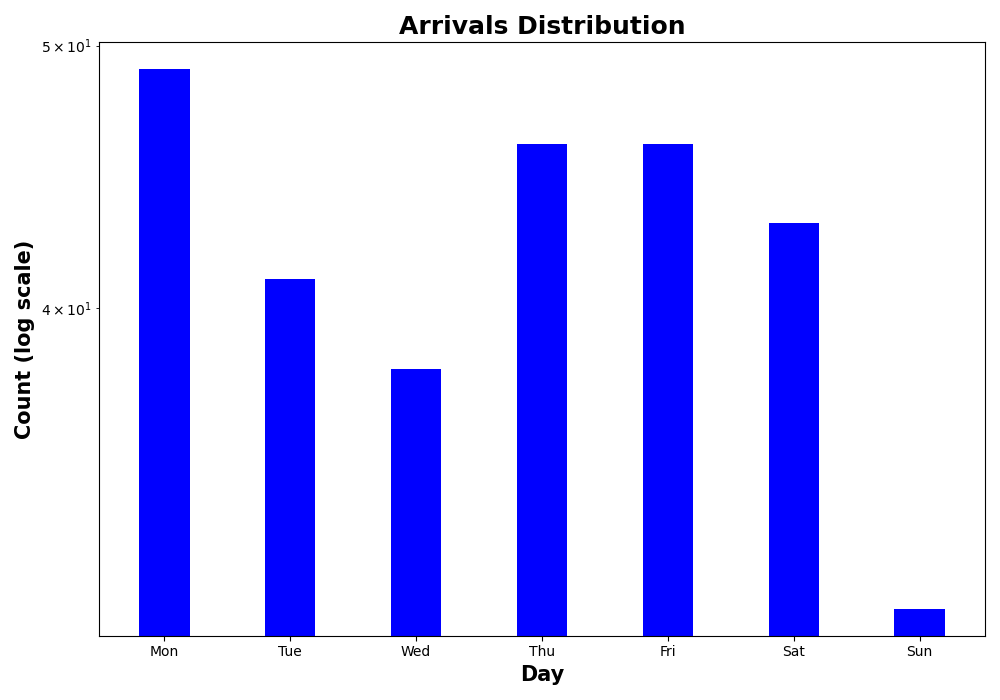 Arrivals Distribution
5 × 10¹
4 × 10¹
Count (log scale)
Mon Tue Wed Thu Fri Sat Sun
Day